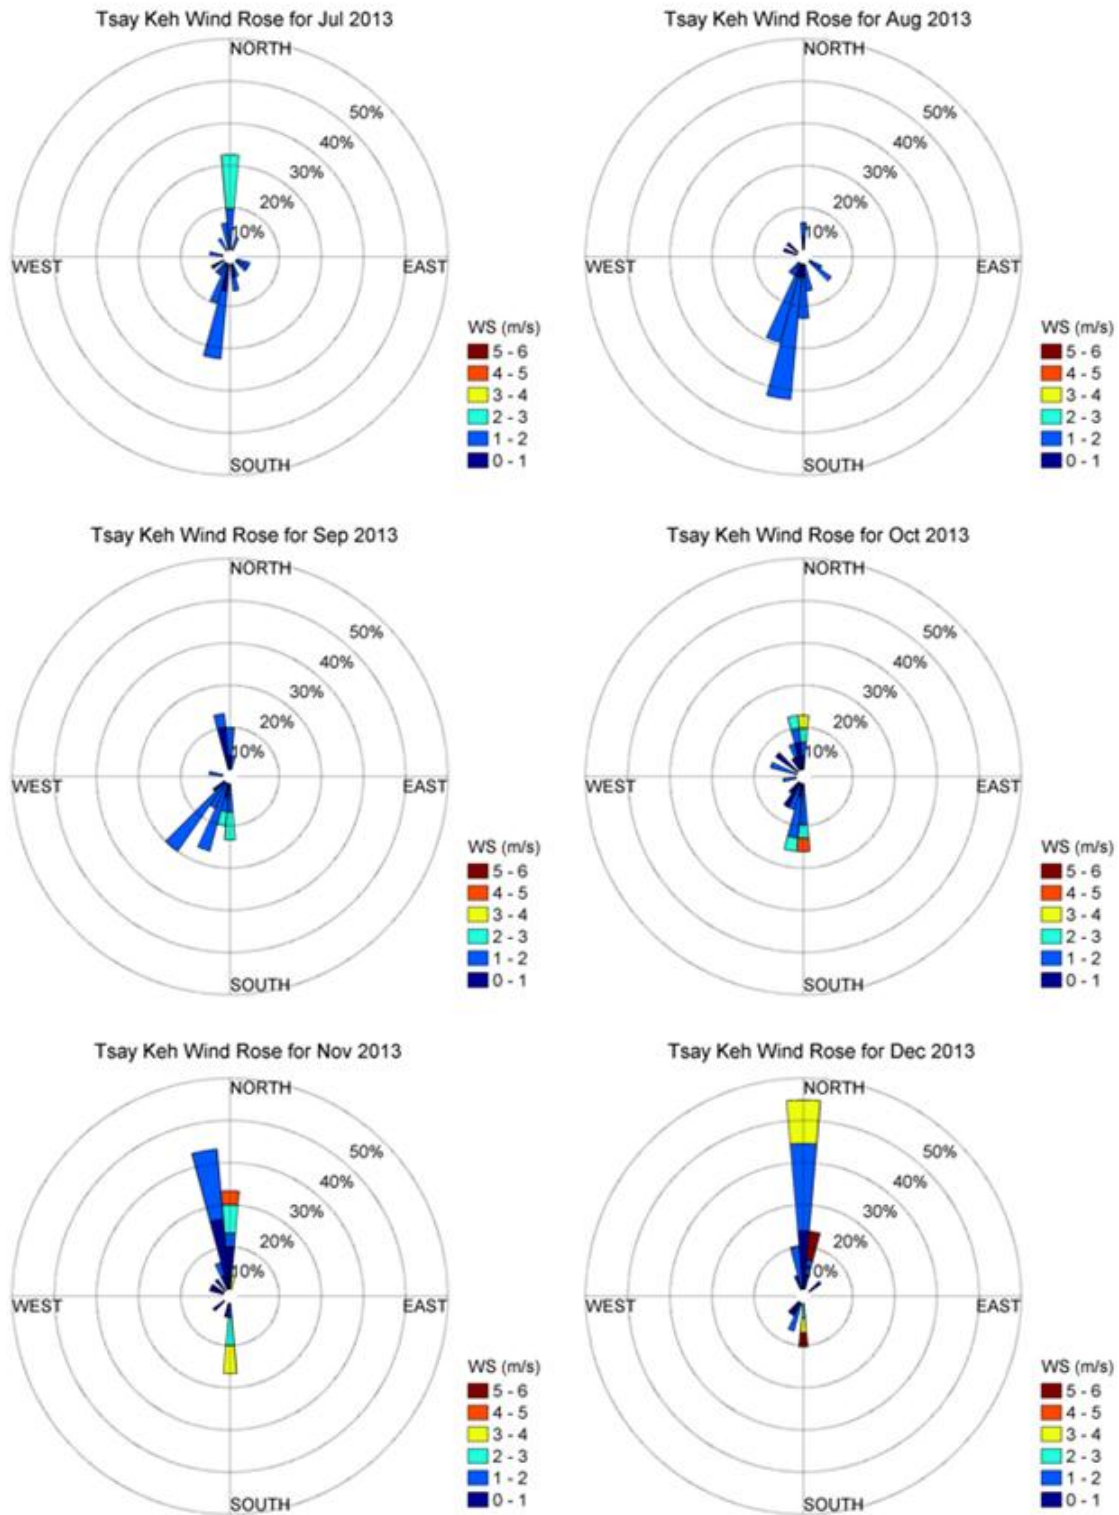 Tsay Keh Wind Rose for Jul 2013
NORTH
50%
40%
30%
20%
10%
WEST
EAST
SOUTH
WS (m/s)
5 - 6
4 - 5
3 - 4
2 - 3
1 - 2
0 - 1
Tsay Keh Wind Rose for Aug 2013
NORTH
50%
40%
30%
20%
10%
WEST
EAST
SOUTH
WS (m/s)
5 - 6
4 - 5
3 - 4
2 - 3
1 - 2
0 - 1
Tsay Keh Wind Rose for Sep 2013
NORTH
50%
40%
30%
20%
10%
WEST
EAST
SOUTH
WS (m/s)
5 - 6
4 - 5
3 - 4
2 - 3
1 - 2
0 - 1
Tsay Keh Wind Rose for Oct 2013
NORTH
50%
40%
30%
20%
10%
WEST
EAST
SOUTH
WS (m/s)
5 - 6
4 - 5
3 - 4
2 - 3
1 - 2
0 - 1
Tsay Keh Wind Rose for Nov 2013
NORTH
50%
40%
30%
20%
10%
WEST
EAST
SOUTH
WS (m/s)
5 - 6
4 - 5
3 - 4
2 - 3
1 - 2
0 - 1
Tsay Keh Wind Rose for Dec 2013
NORTH
50%
40%
30%
20%
10%
WEST
EAST
SOUTH
WS (m/s)
5 - 6
4 - 5
3 - 4
2 - 3
1 - 2
0 - 1